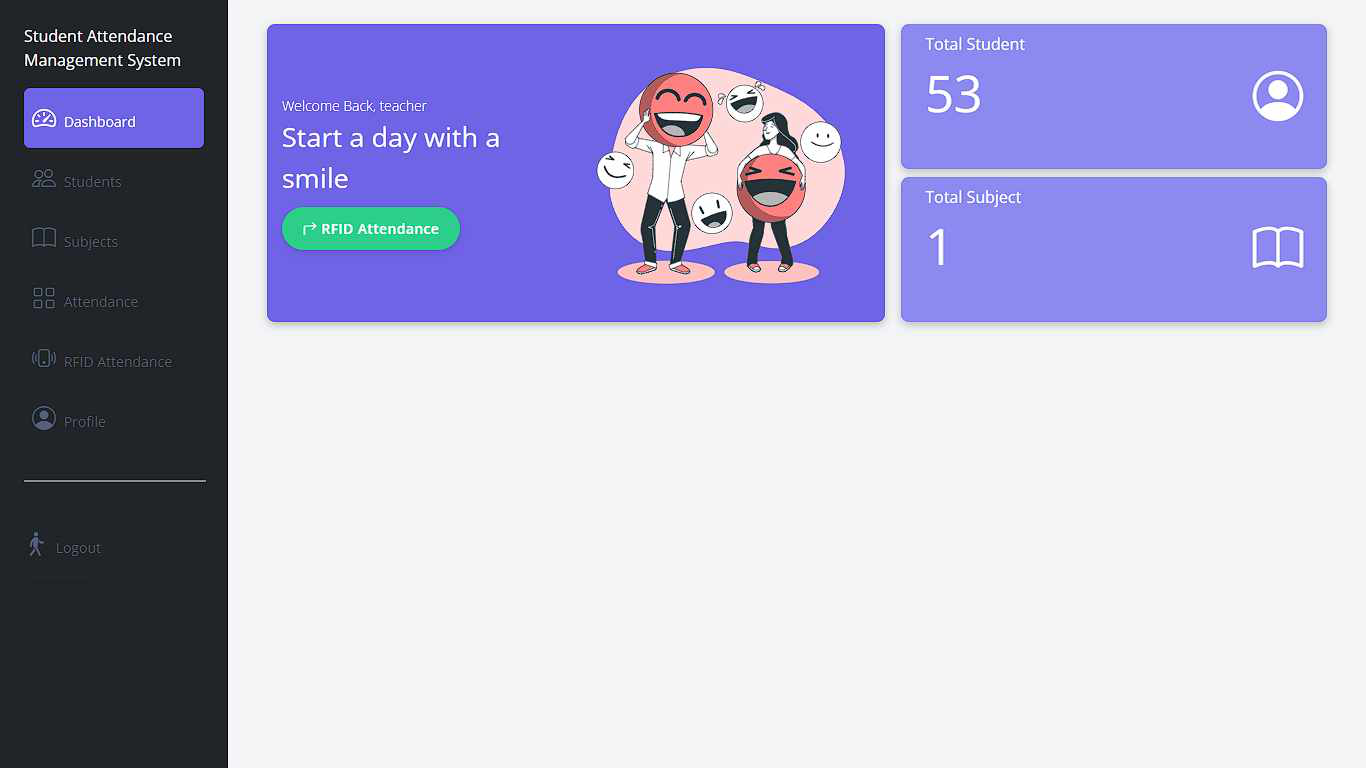 Student Attendance
Management System
Dashboard
Students
Subjects
Attendance
RFID Attendance
Profile
Logout
Welcome Back, teacher
Start a day with a
smile
RFID Attendance
Total Student
53
Total Subject
1